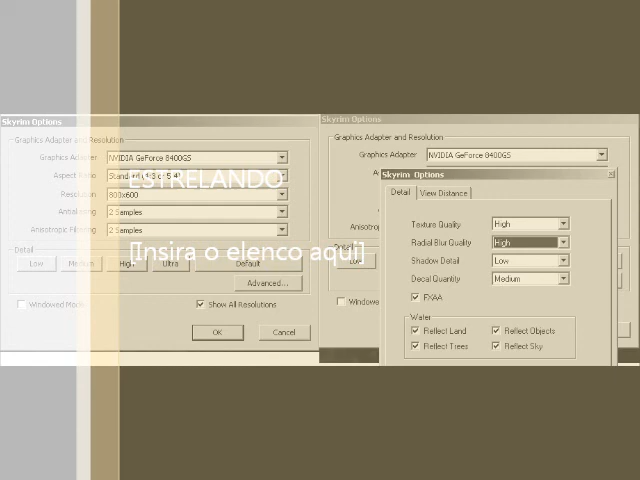 Skyrim Options
Graphics Adapter and Resolution
Graphics Adapter NVIDIA GeForce 8400GS
Resolution 800x600
Antialiasing 2 Samples
Anisotropic Filtering 2 Samples
Detail
Low Medium High Ultra Default
Advanced...
Windowed Mode Show All Resolutions
OK Cancel
ESTRELANDO
[Insira o elenco aqui]
Skyrim Options
Graphics Adapter and Resolution
Graphics Adapter NVIDIA GeForce 8400GS
Low
Skyrim Options
Detail View Distance
Texture Quality High
Radial Blur Quality High
Shadow Detail Low
Decal Quantity Medium
FXAA
Water
Reflect Land Reflect Objects
Reflect Trees Reflect Sky